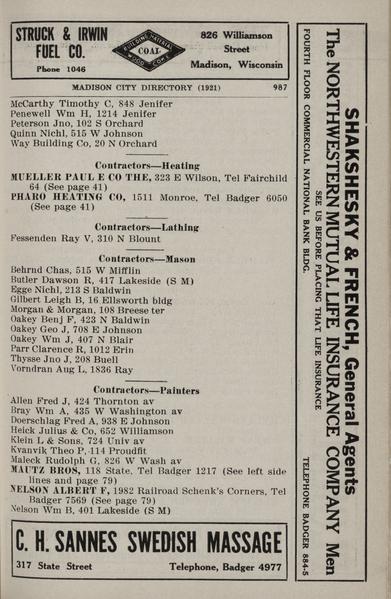 STRUCK & IRWIN
FUEL CO.
Phone 1046
BUILDING MATERIAL
COAL
WOOD COKE
826 Williamson
Street
Madison, Wisconsin
MADISON CITY DIRECTORY (1921) 987
McCarthy Timothy C, 848 Jenifer
Penewell Wm H, 1214 Jenifer
Peterson Jno, 102 S Orchard
Quinn Nichl, 515 W Johnson
Way Building Co, 20 N Orchard
Contractors—Heating
MUELLER PAUL E CO THE, 323 E Wilson, Tel Fairchild
64 (See page 41)
PHARO HEATING CO, 1511 Monroe, Tel Badger 6050
(See page 41)
Contractors—Lathing
Fessenden Ray V, 310 N Blount
Contractors—Mason
Behrnd Chas, 515 W Mifflin
Butler Dawson R, 417 Lakeside (S M)
Egge Nichl, 213 S Baldwin
Gilbert Leigh B, 16 Ellsworth bldg
Morgan & Morgan, 108 Breese ter
Oakey Benj F, 423 N Baldwin
Oakey Geo J, 708 E Johnson
Oakey Wm J, 407 N Blair
Parr Clarence R, 1012 Erin
Thysse Jno J, 208 Buell
Vorndran Aug L, 1836 Ray
Contractors—Painters
Allen Fred J, 424 Thornton av
Bray Wm A, 435 W Washington av
Doerschlag Fred A, 938 E Johnson
Heick Julius & Co, 652 Williamson
Klein L & Sons, 724 Univ av
Kvanvik Theo P, 114 Proudfit
Maleck Rudolph G, 826 W Wash av
MAUTZ BROS, 118 State, Tel Badger 1217 (See left side
lines and page 79)
NELSON ALBERT F, 1982 Railroad Schenk's Corners, Tel
Badger 7569 (See page 79)
Nelson Wm B, 401 Lakeside (S M)
C. H. SANNES SWEDISH MASSAGE
317 State Street Telephone, Badger 4977
SHAKSHESKY & FRENCH, General Agents
The NORTHWESTERN MUTUAL LIFE INSURANCE COMPANY Men
SEE US BEFORE PLACING THAT LIFE INSURANCE
FOURTH FLOOR COMMERCIAL NATIONAL BANK BLDG. TELEPHONE BADGER 884-5